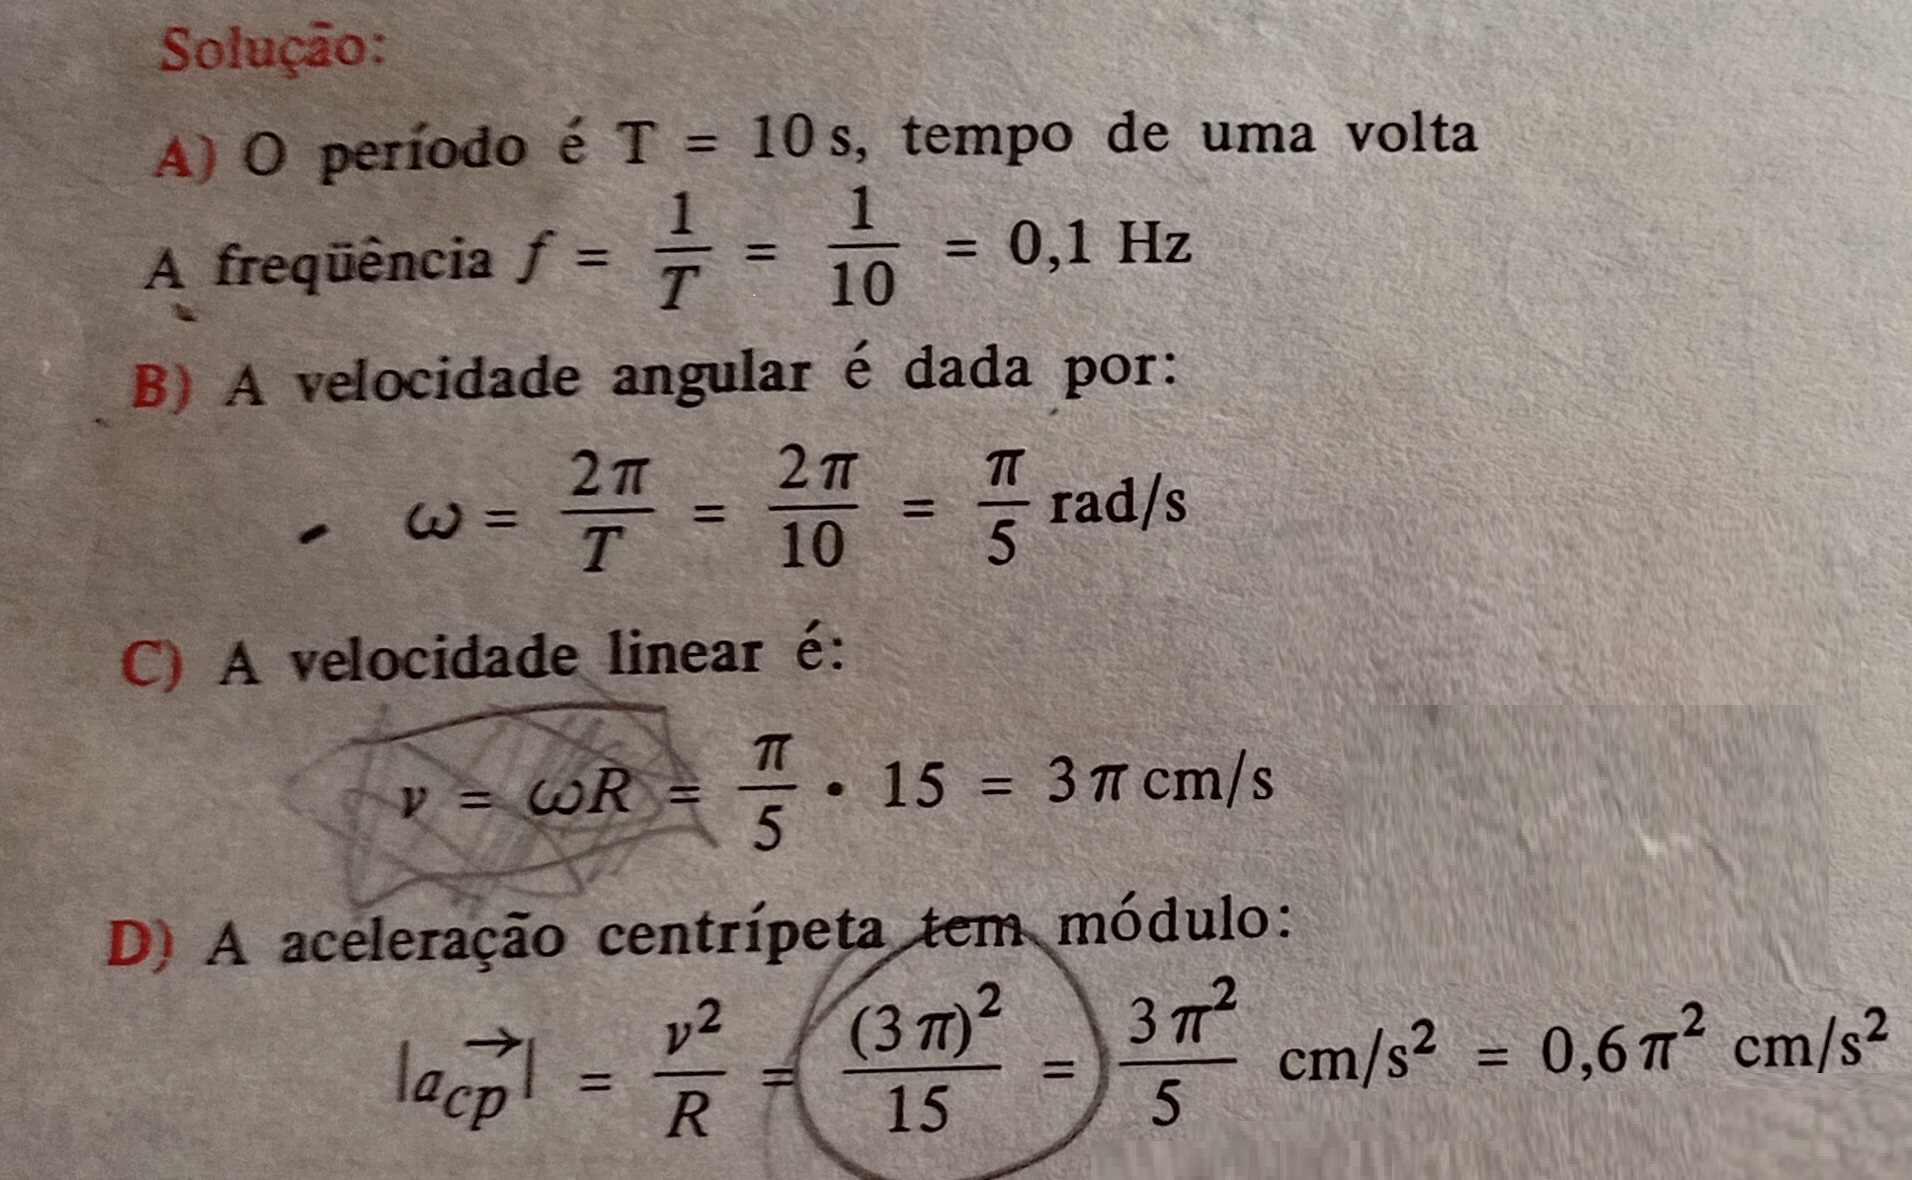 Solução:
A) O período é T = 10 s, tempo de uma volta
A freqüência f = 1/T = 1/10 = 0,1 Hz
B) A velocidade angular é dada por:
ω = 2π/T = 2π/10 = π/5 rad/s
C) A velocidade linear é:
v = ωR = π/5 • 15 = 3π cm/s
D) A aceleração centrípeta tem módulo:
|a⃗cp| = v²/R = (3π)²/15 = 3π²/5 cm/s² = 0,6π² cm/s²